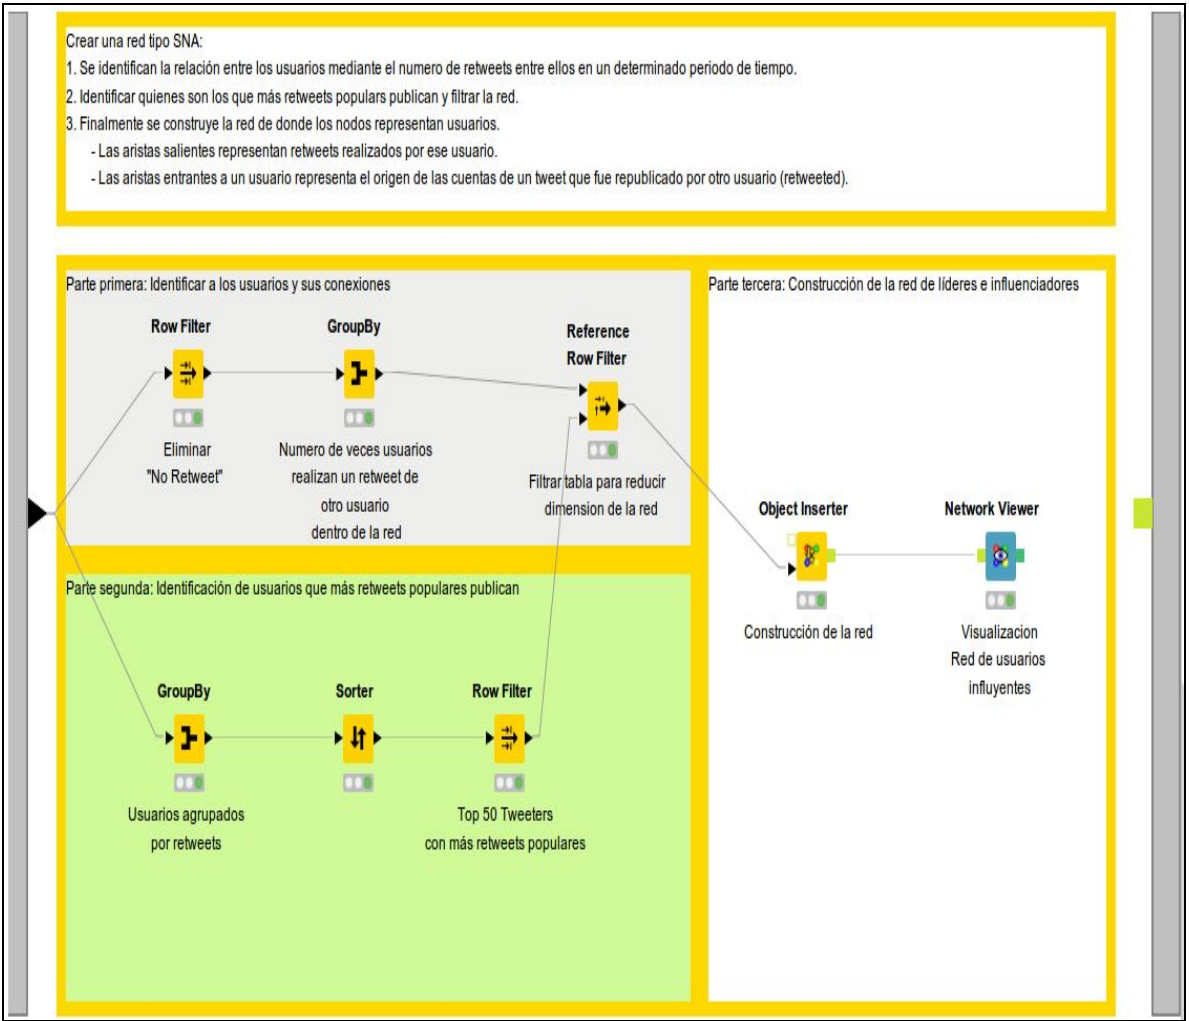 Crear una red tipo SNA:
1. Se identifican la relación entre los usuarios mediante el numero de retweets entre ellos en un determinado periodo de tiempo.
2. Identificar quienes son los que más retweets populars publican y filtrar la red.
3. Finalmente se construye la red de donde los nodos representan usuarios.
- Las aristas salientes representan retweets realizados por ese usuario.
- Las aristas entrantes a un usuario representa el origen de las cuentas de un tweet que fue republicado por otro usuario (retweeted).
Parte primera: Identificar a los usuarios y sus conexiones
Row Filter
Eliminar
"No Retweet"
GroupBy
Numero de veces usuarios
realizan un retweet de
otro usuario
dentro de la red
Reference
Row Filter
Filtrar tabla para reducir
dimension de la red
Parte segunda: Identificación de usuarios que más retweets populares publican
GroupBy
Usuarios agrupados
por retweets
Sorter
Row Filter
Top 50 Tweeters
con más retweets populares
Parte tercera: Construcción de la red de líderes e influenciadores
Object Inserter
Construcción de la red
Network Viewer
Visualizacion
Red de usuarios
influyentes